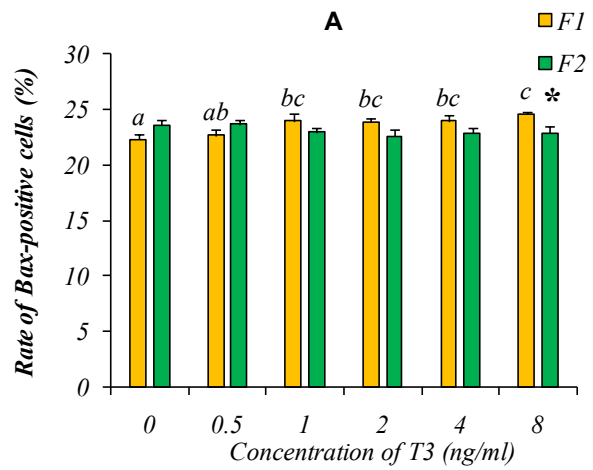 A
F1
F2
Rate of Bax-positive cells (%)
30
25
20
15
10
5
0
a
ab
bc
bc
bc
c *
0 0.5 1 2 4 8
Concentration of T3 (ng/ml)